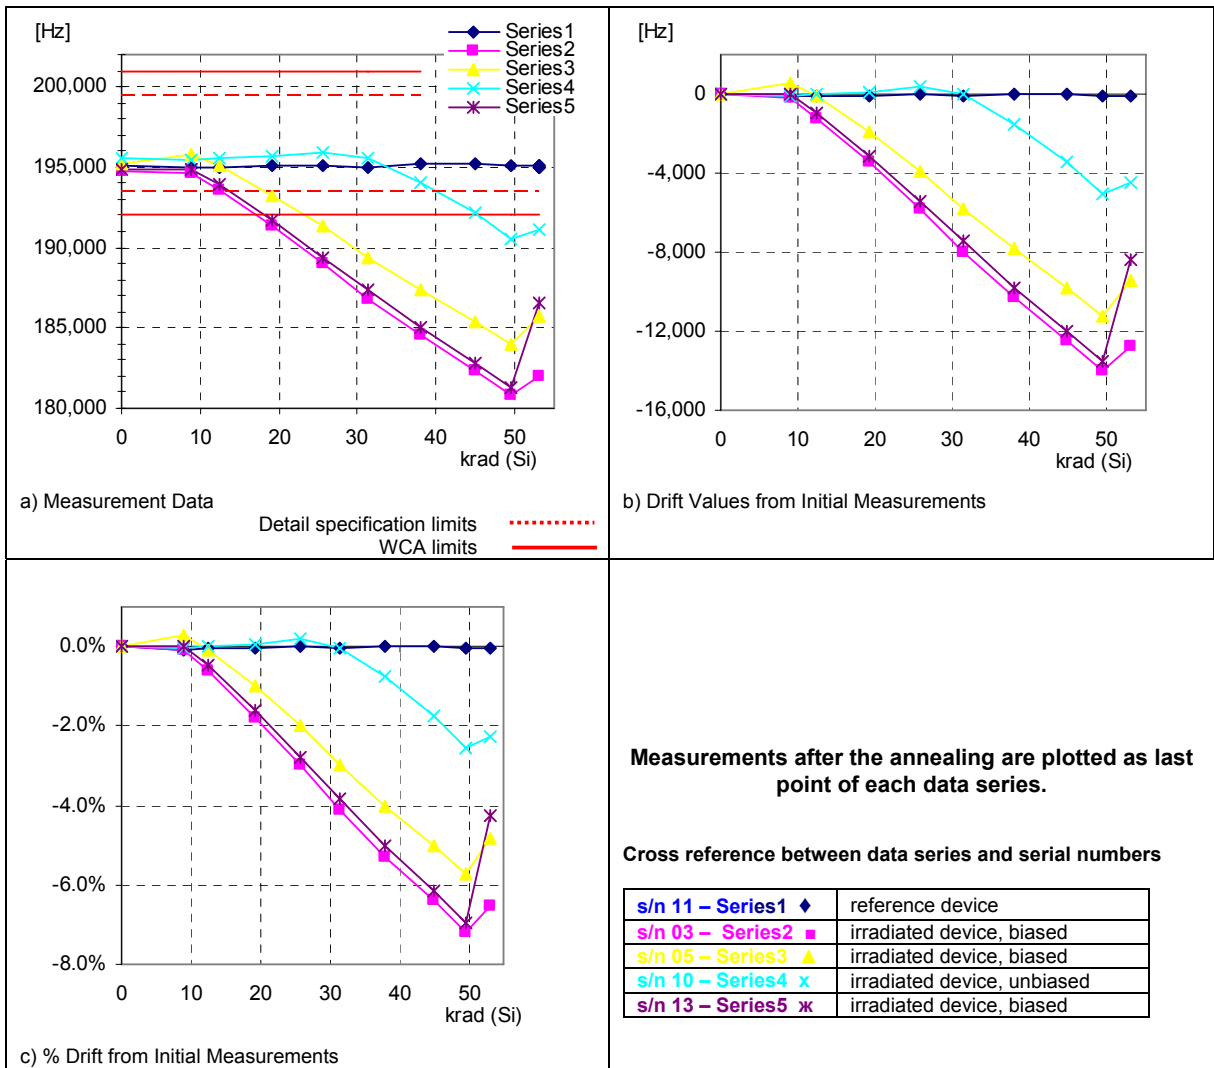 [Hz]
Series1
Series2
Series3
Series4
Series5
200,000
195,000
190,000
185,000
180,000
0 10 20 30 40 50
krad (Si)
a) Measurement Data
Detail specification limits
WCA limits
[Hz]
0
-4,000
-8,000
-12,000
-16,000
0 10 20 30 40 50
krad (Si)
b) Drift Values from Initial Measurements
0.0%
-2.0%
-4.0%
-6.0%
-8.0%
0 10 20 30 40 50
krad (Si)
c) % Drift from Initial Measurements
Measurements after the annealing are plotted as last
point of each data series.
Cross reference between data series and serial numbers
s/n 11 – Series1 ♦ reference device
s/n 03 – Series2 ■ irradiated device, biased
s/n 05 – Series3 ▲ irradiated device, biased
s/n 10 – Series4 x irradiated device, unbiased
s/n 13 – Series5 ж irradiated device, biased